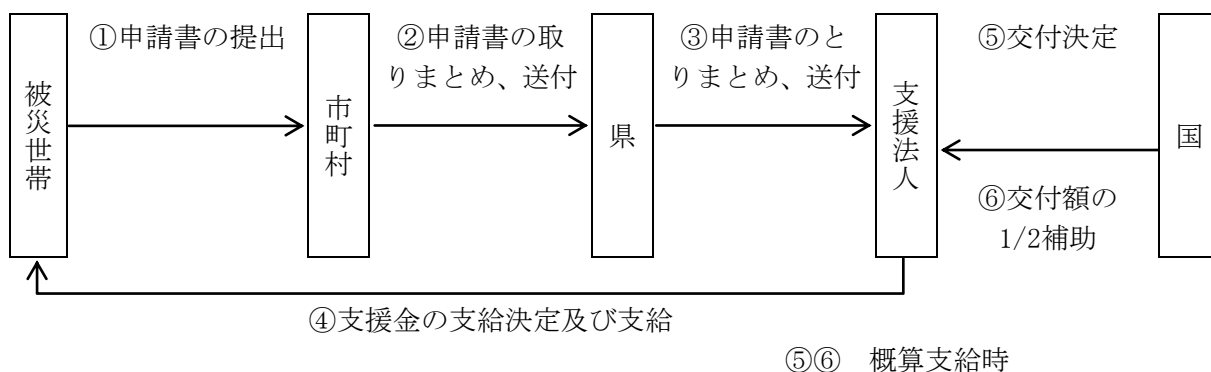 ①申請書の提出
②申請書の取
りまとめ、送付
③申請書のと
りまとめ、送付
⑤交付決定
被災世帯
市町村
県
支援法人
国
⑥交付額の
1/2補助
④支援金の支給決定及び支給
⑤⑥　概算支給時